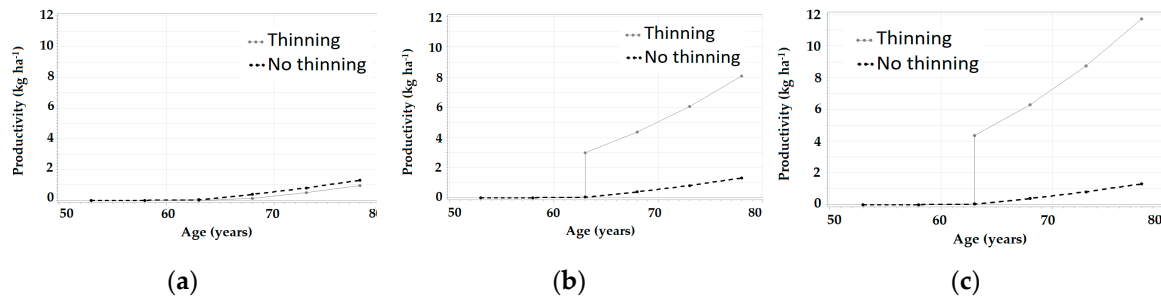 12
10
8
6
4
2
0
Productivity (kg ha⁻¹)
Thinning
No thinning
50 60 70 80
Age (years)
(a)
12
10
8
6
4
2
0
Productivity (kg ha⁻¹)
Thinning
No thinning
50 60 70 80
Age (years)
(b)
12
10
8
6
4
2
0
Productivity (kg ha⁻¹)
Thinning
No thinning
50 60 70 80
Age (years)
(c)